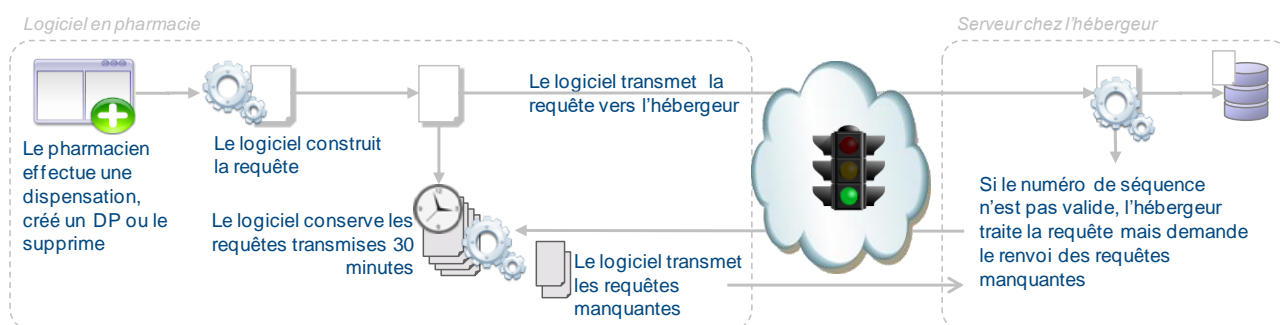 Logiciel en pharmacie
Serveur chez l'hébergeur
Le logiciel transmet la
requête vers l'hébergeur
Le pharmacien
effectue une
dispensation,
créé un DP ou le
supprime
Le logiciel construit
la requête
Le logiciel conserve les
requêtes transmises 30
minutes
Le logiciel transmet
les requêtes
manquantes
Si le numéro de séquence
n'est pas valide, l'hébergeur
traite la requête mais demande
le renvoi des requêtes
manquantes